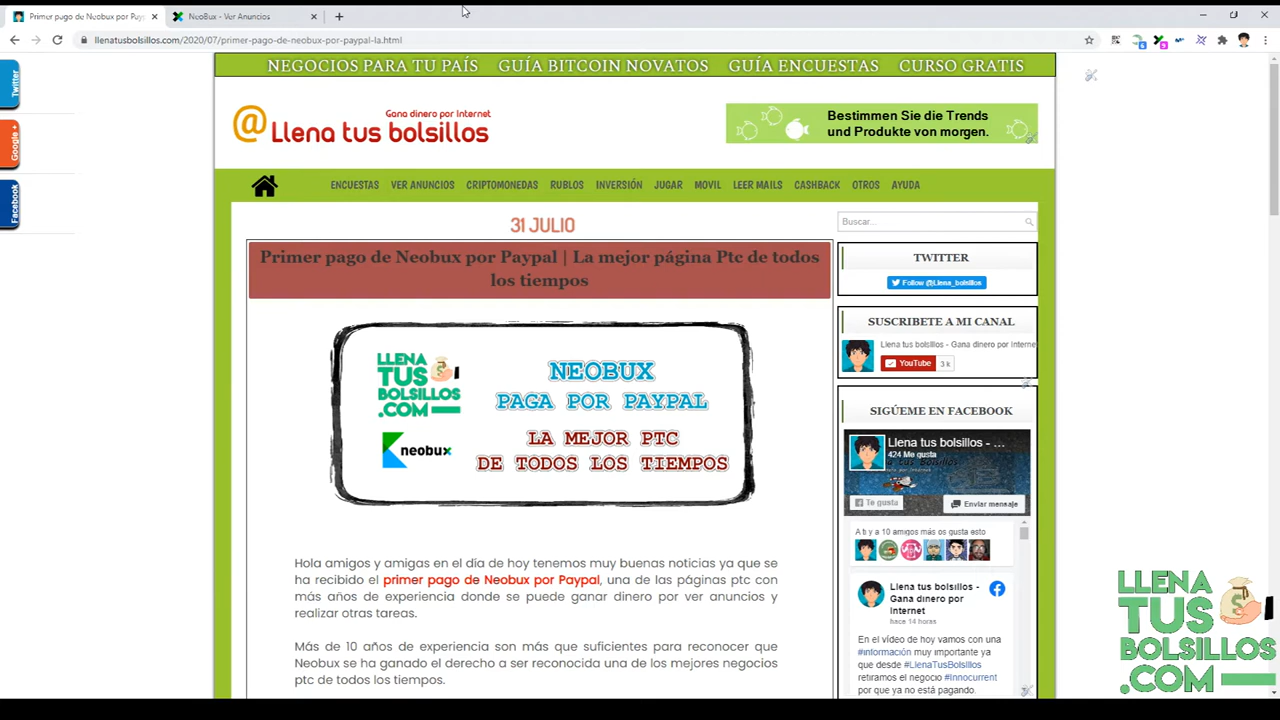 Primer pago de Neobux por Pay
NeoBux - Ver Anuncios
llenatusbolsillos.com/2020/07/primer-pago-de-neobux-por-paypal-la.html
Twitter
Google +
Facebook
NEGOCIOS PARA TU PAÍS GUÍA BITCOIN NOVATOS GUÍA ENCUESTAS CURSO GRATIS
Gana dinero por Internet
@Llena tus bolsillos
Bestimmen Sie die Trends
und Produkte von morgen.
ENCUESTAS VER ANUNCIOS CRIPTOMONEDAS RUBLOS INVERSIÓN JUGAR MOVIL LEER MAILS CASHBACK OTROS AYUDA
31 JULIO
Primer pago de Neobux por Paypal | La mejor página Ptc de todos
los tiempos
LLENA
TUS
BOLSILLOS
.COM
neobux
NEOBUX
PAGA POR PAYPAL
LA MEJOR PTC
DE TODOS LOS TIEMPOS
Hola amigos y amigas en el día de hoy tenemos muy buenas noticias ya que se
ha recibido el primer pago de Neobux por Paypal, una de las páginas ptc con
más años de experiencia onde se puede ganar dinero por ver anuncios y
realizar otras tareas.
Más de 10 años de experiencia son más que suficientes para reconocer que
Neobux se ha ganado el derecho a ser reconocida una de los mejores negocios
ptc de todos los tiempos.
Buscar...
TWITTER
Follow @Llena_bolsillos
SUSCRIBETE A MI CANAL
Llena tus bolsillos - Gana dinero por Interne
YouTube 3 k
SIGÚEME EN FACEBOOK
Llena tus bolsillos - ...
424 Me gusta
Te gusta
Enviar mensaje
A ti y a 10 amigos más os gusta esto
Llena tus bolsillos -
Gana dinero por
Internet
hace 14 horas
En el vídeo de hoy vamos con una
#información muy importante ya
que desde #LlenaTusBolsillos
retiramos el negocio #Innocurrent
por que ya no está pagando.
LLENA
TUS
BOLSILLOS
.COM